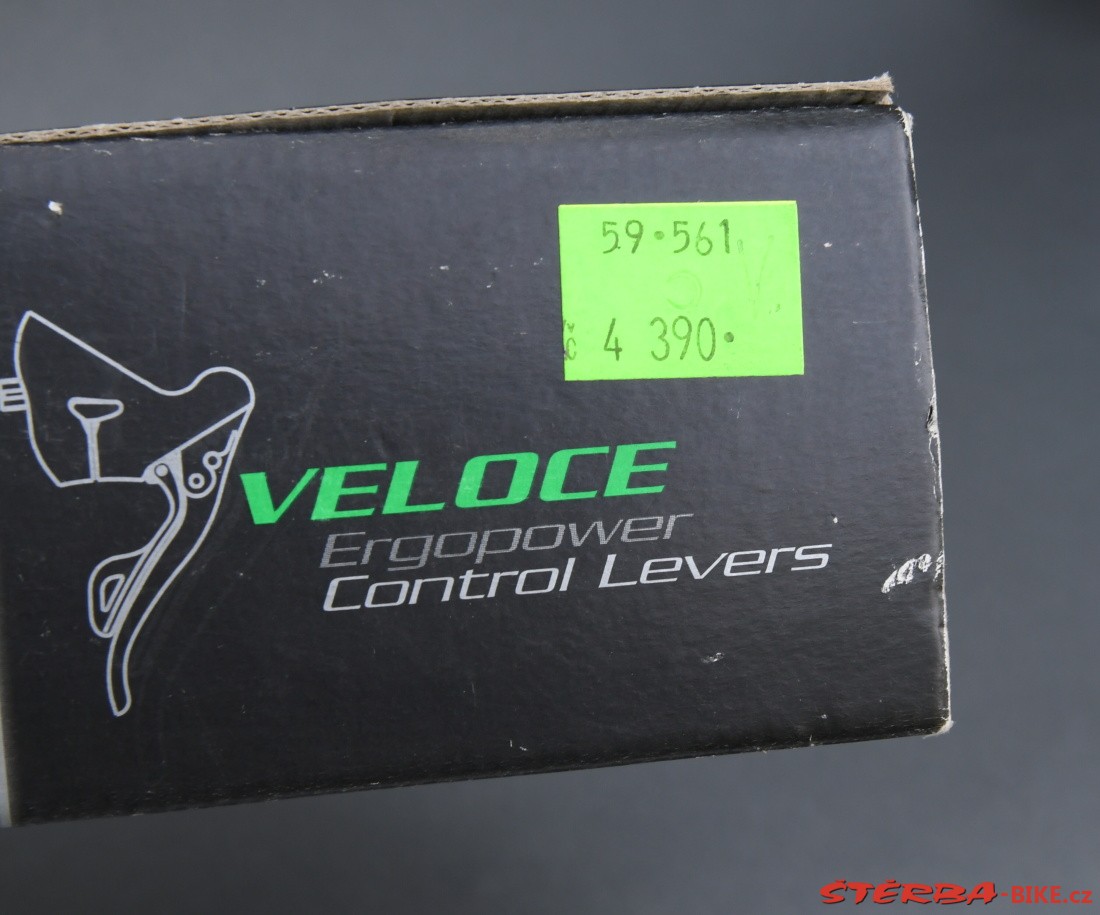 59·561
4 390·
VELOCE
Ergopower
Control Levers
ŠTĚRBA-BIKE.cz